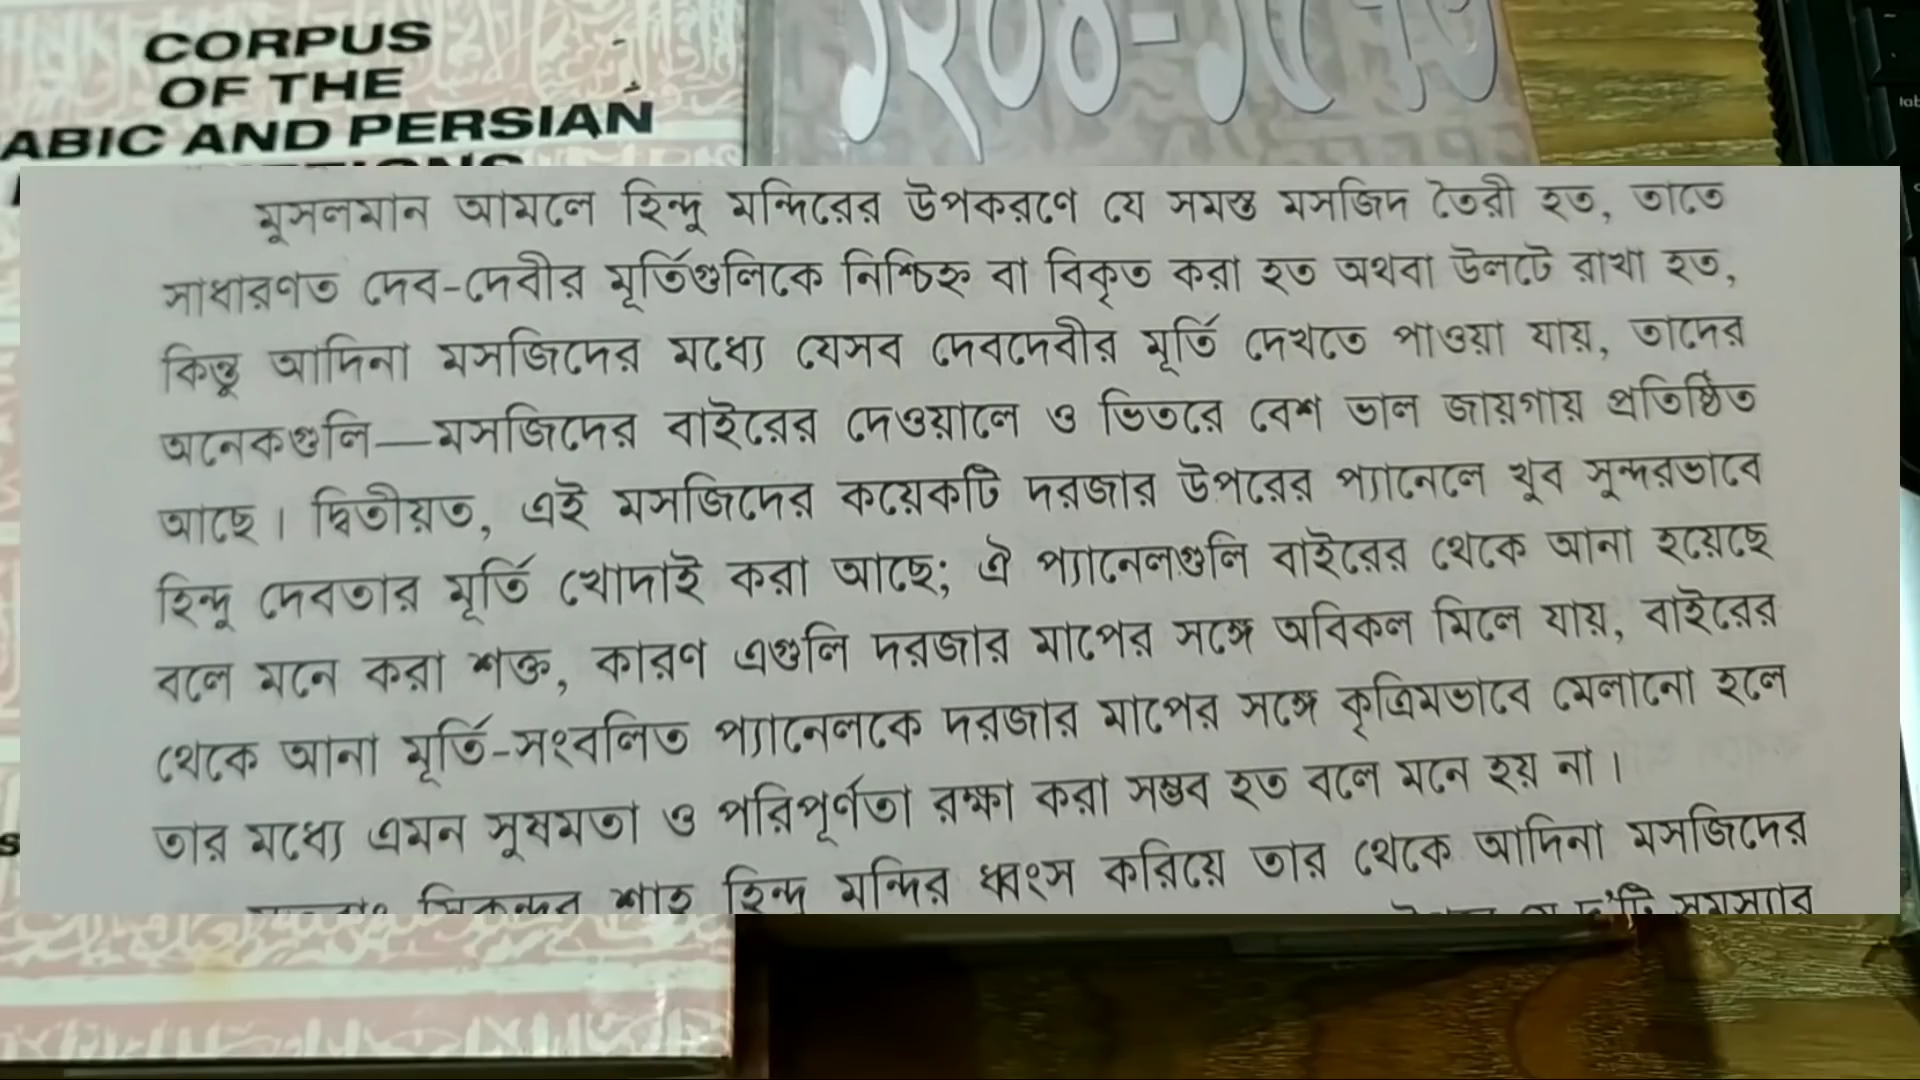 CORPUS
OF THE
ABIC AND PERSIAN
১২০৪-১৫৭৬
tab
মুসলমান আমলে হিন্দু মন্দিরের উপকরণে যে সমস্ত মসজিদ তৈরী হত, তাতে
সাধারণত দেব-দেবীর মূর্তিগুলিকে নিশ্চিহ্ন বা বিকৃত করা হত অথবা উলটে রাখা হত,
কিন্তু আদিনা মসজিদের মধ্যে যেসব দেবদেবীর মূর্তি দেখতে পাওয়া যায়, তাদের
অনেকগুলি—মসজিদের বাইরের দেওয়ালে ও ভিতরে বেশ ভাল জায়গায় প্রতিষ্ঠিত
আছে। দ্বিতীয়ত, এই মসজিদের কয়েকটি দরজার উপরের প্যানেলে খুব সুন্দরভাবে
হিন্দু দেবতার মূর্তি খোদাই করা আছে; ঐ প্যানেলগুলি বাইরের থেকে আনা হয়েছে
বলে মনে করা শক্ত, কারণ এগুলি দরজার মাপের সঙ্গে অবিকল মিলে যায়, বাইরের
থেকে আনা মূর্তি-সংবলিত প্যানেলকে দরজার মাপের সঙ্গে কৃত্রিমভাবে মেলানো হলে
তার মধ্যে এমন সুষমতা ও পরিপূর্ণতা রক্ষা করা সম্ভব হত বলে মনে হয় না।
সিকন্দর শাহ হিন্দু মন্দির ধ্বংস করিয়ে তার থেকে আদিনা মসজিদের
দু'টি সমস্যার